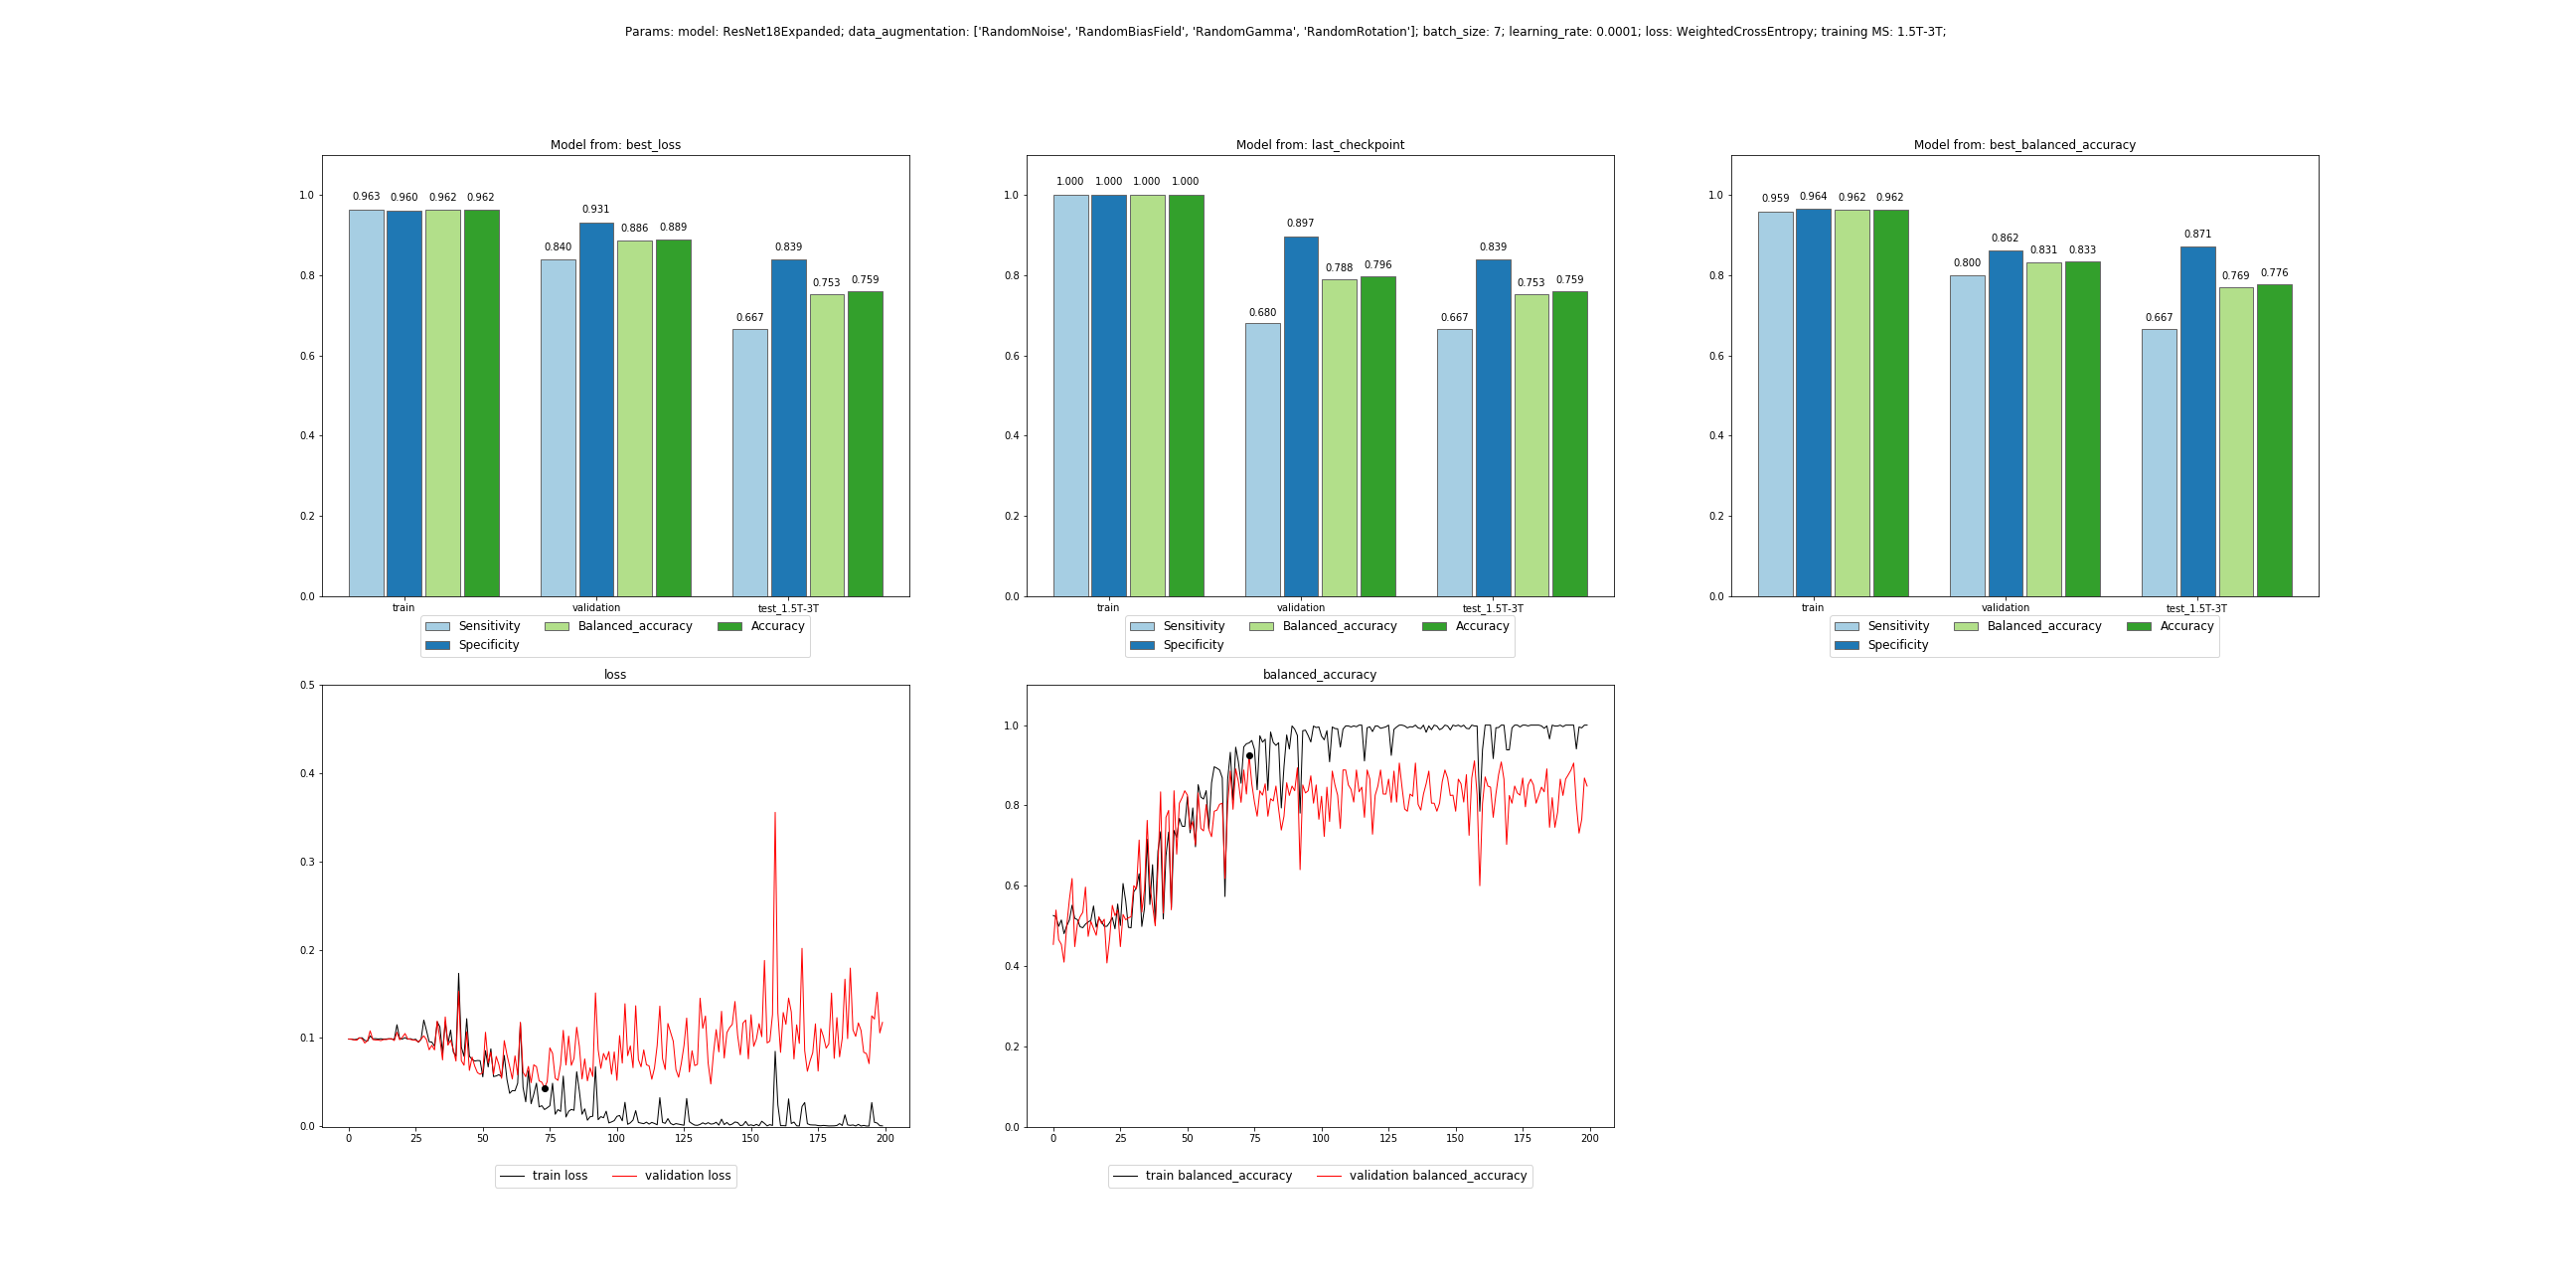 Params: model: ResNet18Expanded; data_augmentation: ['RandomNoise', 'RandomBiasField', 'RandomGamma', 'RandomRotation']; batch_size: 7; learning_rate: 0.0001; loss: WeightedCrossEntropy; training MS: 1.5T-3T;
Model from: best_loss
1.0
0.8
0.6
0.4
0.2
0.0
0.963 0.960 0.962 0.962
0.840 0.931 0.886 0.889
0.667 0.839 0.753 0.759
train validation test_1.5T-3T
Sensitivity Balanced_accuracy Accuracy
Specificity
Model from: last_checkpoint
1.0
0.8
0.6
0.4
0.2
0.0
1.000 1.000 1.000 1.000
0.680 0.897 0.788 0.796
0.667 0.839 0.753 0.759
train validation test_1.5T-3T
Sensitivity Balanced_accuracy Accuracy
Specificity
Model from: best_balanced_accuracy
1.0
0.8
0.6
0.4
0.2
0.0
0.959 0.964 0.962 0.962
0.800 0.862 0.831 0.833
0.667 0.871 0.769 0.776
train validation test_1.5T-3T
Sensitivity Balanced_accuracy Accuracy
Specificity
loss
0.5
0.4
0.3
0.2
0.1
0.0
0 25 50 75 100 125 150 175 200
train loss validation loss
balanced_accuracy
1.0
0.8
0.6
0.4
0.2
0.0
0 25 50 75 100 125 150 175 200
train balanced_accuracy validation balanced_accuracy